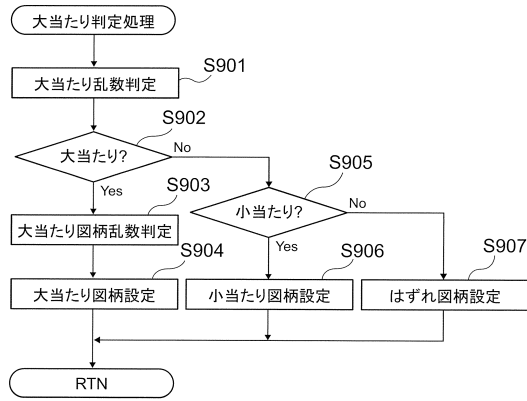 大当たり判定処理
S901
大当たり乱数判定
S902
大当たり?
No
Yes
S905
小当たり?
No
Yes
S903
大当たり図柄乱数判定
S904
大当たり図柄設定
S906
小当たり図柄設定
S907
はずれ図柄設定
RTN